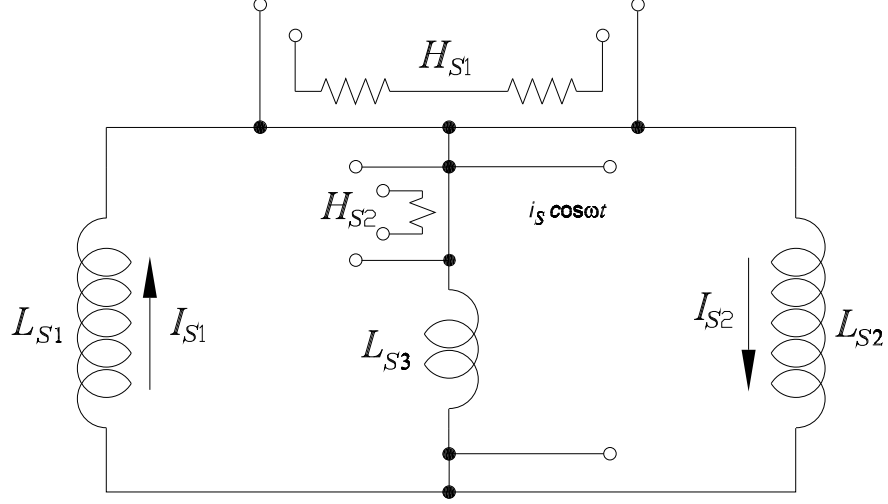 H_S1
H_S2
i_s cosωt
L_S1
I_S1
L_S3
I_S2
L_S2